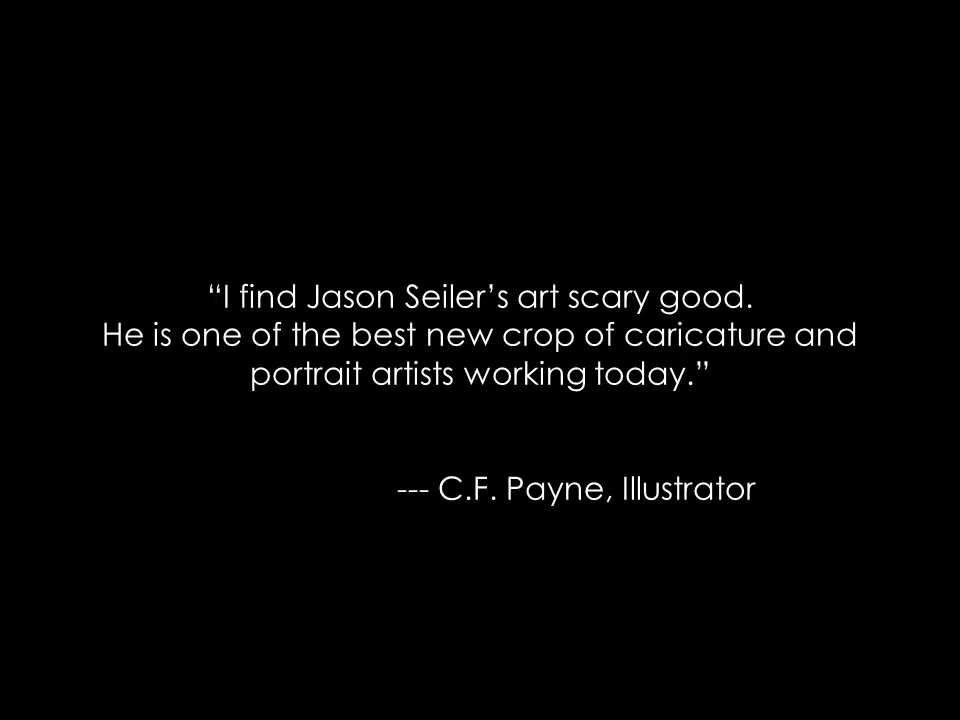 “I find Jason Seiler’s art scary good.
He is one of the best new crop of caricature and
portrait artists working today.”
--- C.F. Payne, Illustrator